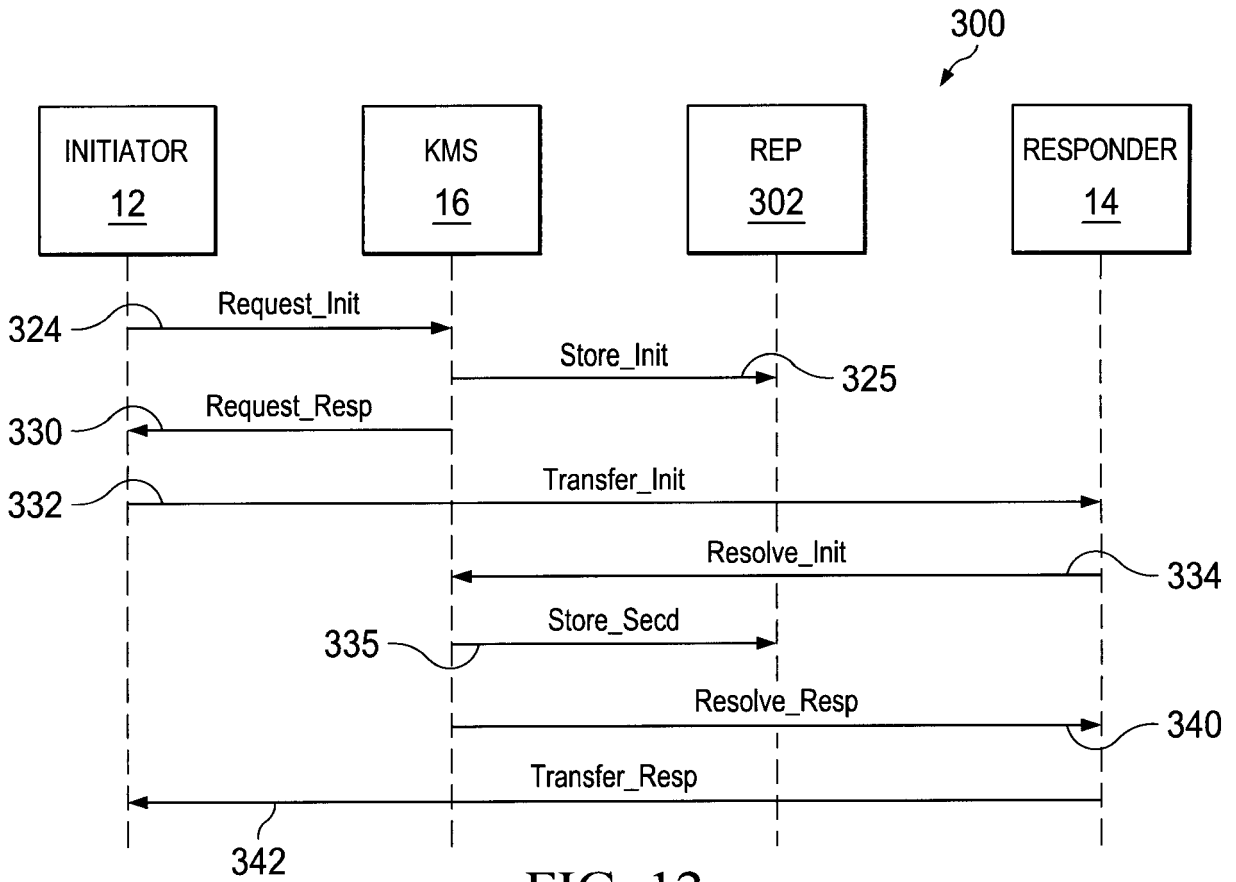 300
INITIATOR
12
KMS
16
REP
302
RESPONDER
14
324
Request_Init
Store_Init
325
330
Request_Resp
332
Transfer_Init
Resolve_Init
334
335
Store_Secd
Resolve_Resp
340
Transfer_Resp
342